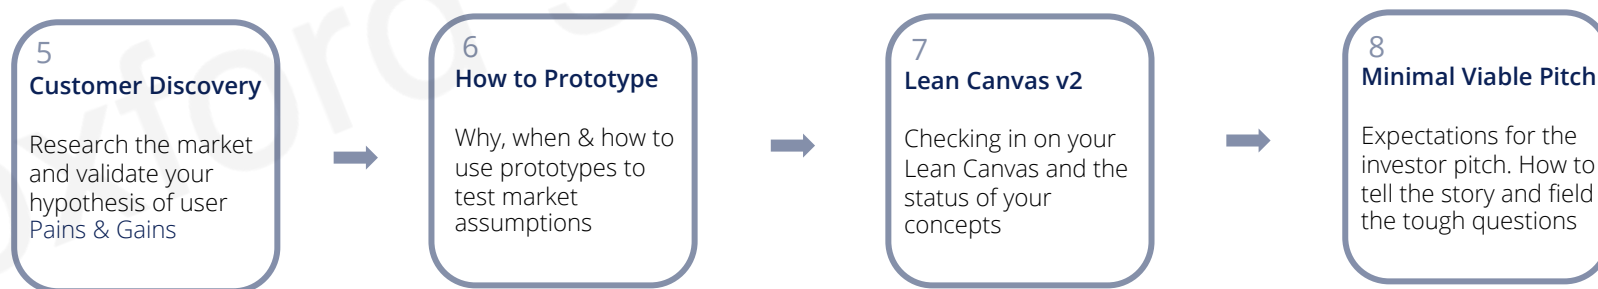 5
Customer Discovery
Research the market
and validate your
hypothesis of user
Pains & Gains
6
How to Prototype
Why, when & how to
use prototypes to
test market
assumptions
7
Lean Canvas v2
Checking in on your
Lean Canvas and the
status of your
concepts
8
Minimal Viable Pitch
Expectations for the
investor pitch. How to
tell the story and field
the tough questions